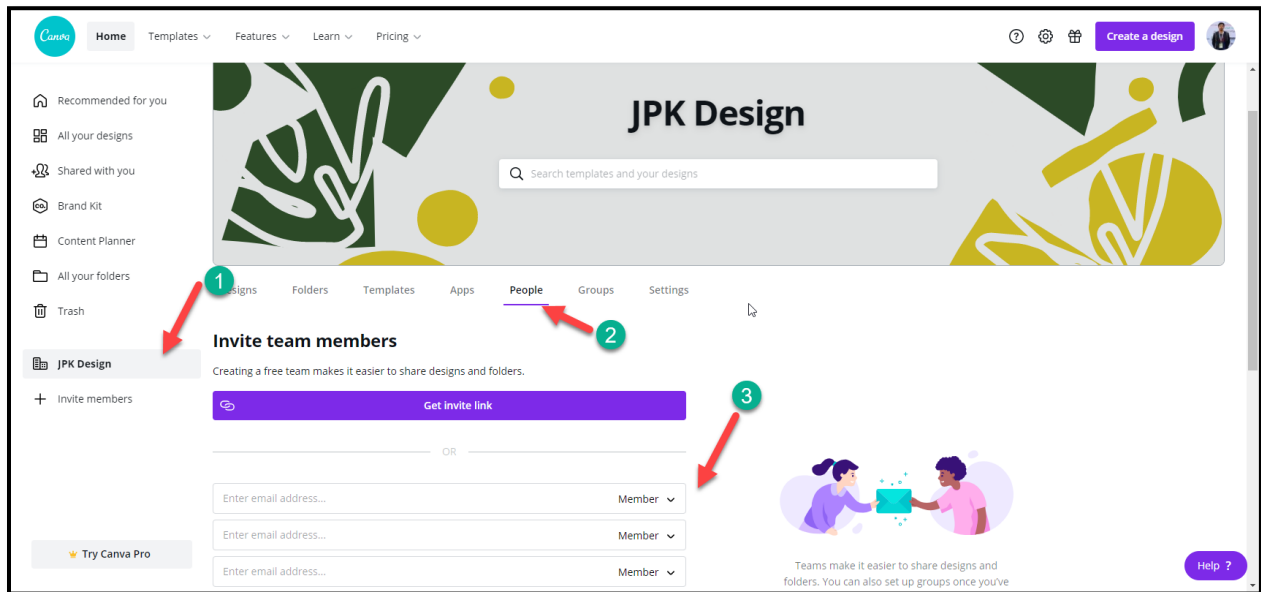 Canva
Home Templates Features Learn Pricing Create a design
Recommended for you
All your designs
Shared with you
Brand Kit
CO.
Content Planner
All your folders
Trash
JPK Design
Invite members
Try Canva Pro
JPK Design
Search templates and your designs
1
Folders Templates Apps People Groups Settings
2
Invite team members
Creating a free team makes it easier to share designs and folders.
Get invite link
3
OR
Enter email address... Member
Enter email address... Member
Enter email address... Member
Teams make it easier to share designs and
folders. You can also set up groups once you've
Help ?